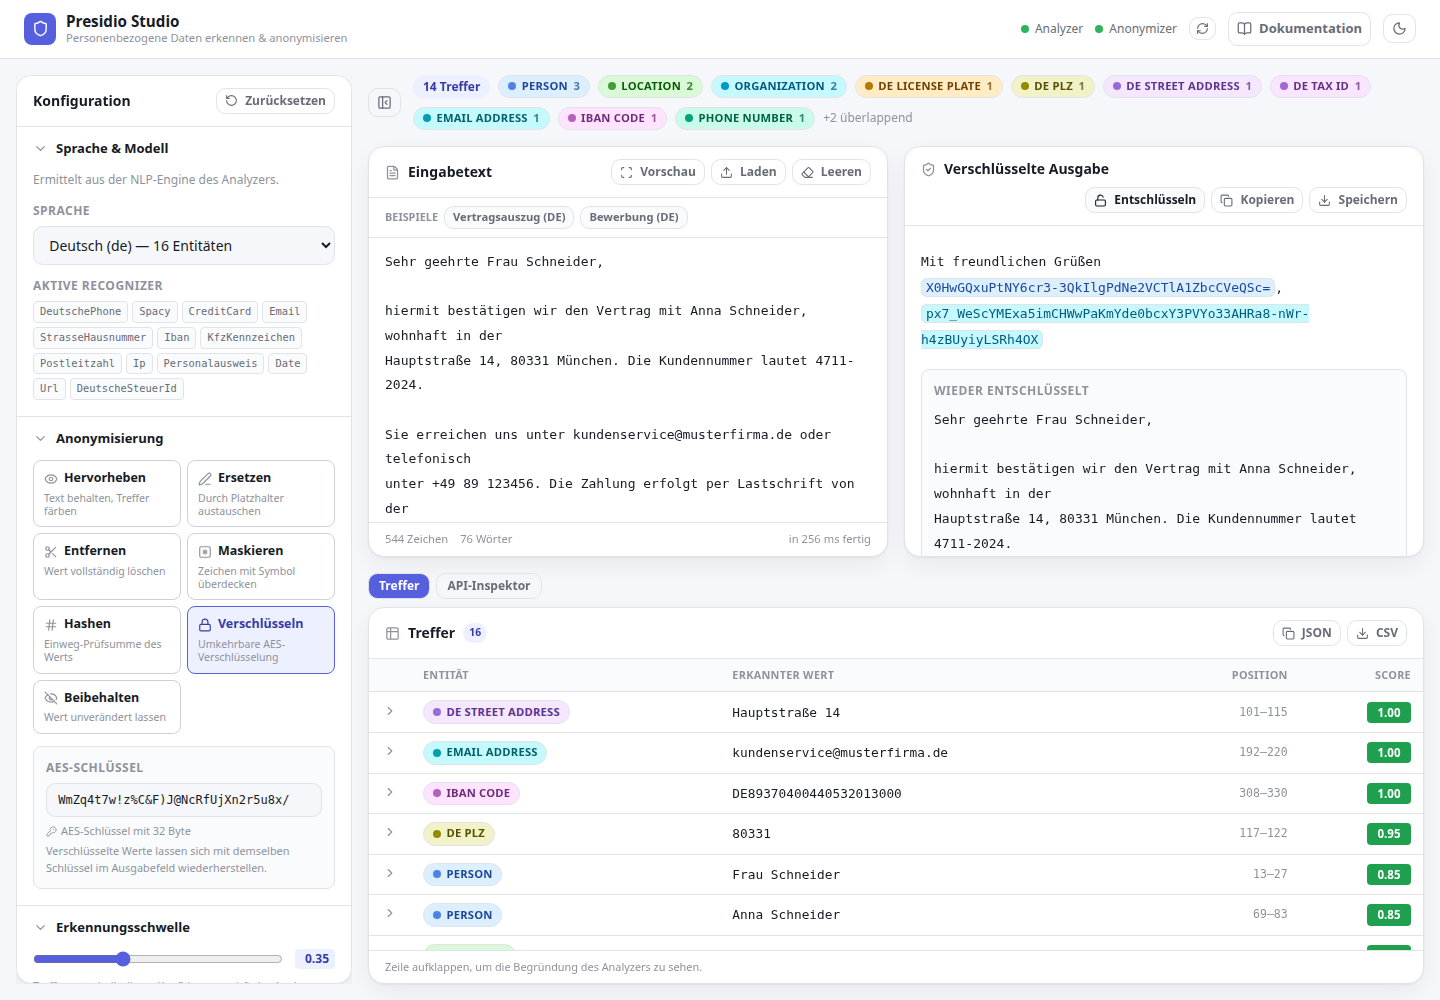 Presidio Studio
Personenbezogene Daten erkennen & anonymisieren
Analyzer
Anonymizer
Dokumentation
Konfiguration
Zurücksetzen
Sprache & Modell
Ermittelt aus der NLP-Engine des Analyzers.
SPRACHE
Deutsch (de) — 16 Entitäten
AKTIVE RECOGNIZER
DeutschePhone Spacy CreditCard Email
StrasseHausnummer Iban KfzKennzeichen
Postleitzahl Ip Personalausweis Date
Url DeutscheSteuerId
Anonymisierung
Hervorheben
Text behalten, Treffer
färben
Ersetzen
Durch Platzhalter
austauschen
Entfernen
Wert vollständig löschen
Maskieren
Zeichen mit Symbol
überdecken
Hashen
Einweg-Prüfsumme des
Werts
Verschlüsseln
Umkehrbare AES-
Verschlüsselung
Beibehalten
Wert unverändert lassen
AES-SCHLÜSSEL
WmZq4t7w!z%C&F)J@NcRfUjXn2r5u8x/
AES-Schlüssel mit 32 Byte
Verschlüsselte Werte lassen sich mit demselben
Schlüssel im Ausgabefeld wiederherstellen.
Erkennungsschwelle
0.35
14 Treffer PERSON 3 LOCATION 2 ORGANIZATION 2 DE LICENSE PLATE 1 DE PLZ 1 DE STREET ADDRESS 1 DE TAX ID 1
EMAIL ADDRESS 1 IBAN CODE 1 PHONE NUMBER 1 +2 überlappend
Eingabetext
Vorschau Laden Leeren
BEISPIELE Vertragsauszug (DE) Bewerbung (DE)
Sehr geehrte Frau Schneider,
hiermit bestätigen wir den Vertrag mit Anna Schneider,
wohnhaft in der
Hauptstraße 14, 80331 München. Die Kundennummer lautet 4711-
2024.
Sie erreichen uns unter kundenservice@musterfirma.de oder
telefonisch
unter +49 89 123456. Die Zahlung erfolgt per Lastschrift von
der
544 Zeichen 76 Wörter in 256 ms fertig
Verschlüsselte Ausgabe
Entschlüsseln Kopieren Speichern
Mit freundlichen Grüßen
X0HwGQxuPtNY6cr3-3QkIlgPdNe2VCTlA1ZbcCVeQSc=,
px7_WeScYMExa5imCHWwPaKmYde0bcxY3PVYo33AHRa8-nWr-
h4zBUyiyLSRh4OX
WIEDER ENTSCHLÜSSELT
Sehr geehrte Frau Schneider,
hiermit bestätigen wir den Vertrag mit Anna Schneider,
wohnhaft in der
Hauptstraße 14, 80331 München. Die Kundennummer lautet
4711-2024.
Treffer API-Inspektor
Treffer 16
JSON CSV
ENTITÄT ERKANNTER WERT POSITION SCORE
DE STREET ADDRESS Hauptstraße 14 101–115 1.00
EMAIL ADDRESS kundenservice@musterfirma.de 192–220 1.00
IBAN CODE DE89370400440532013000 308–330 1.00
DE PLZ 80331 117–122 0.95
PERSON Frau Schneider 13–27 0.85
PERSON Anna Schneider 69–83 0.85
Zeile aufklappen, um die Begründung des Analyzers zu sehen.